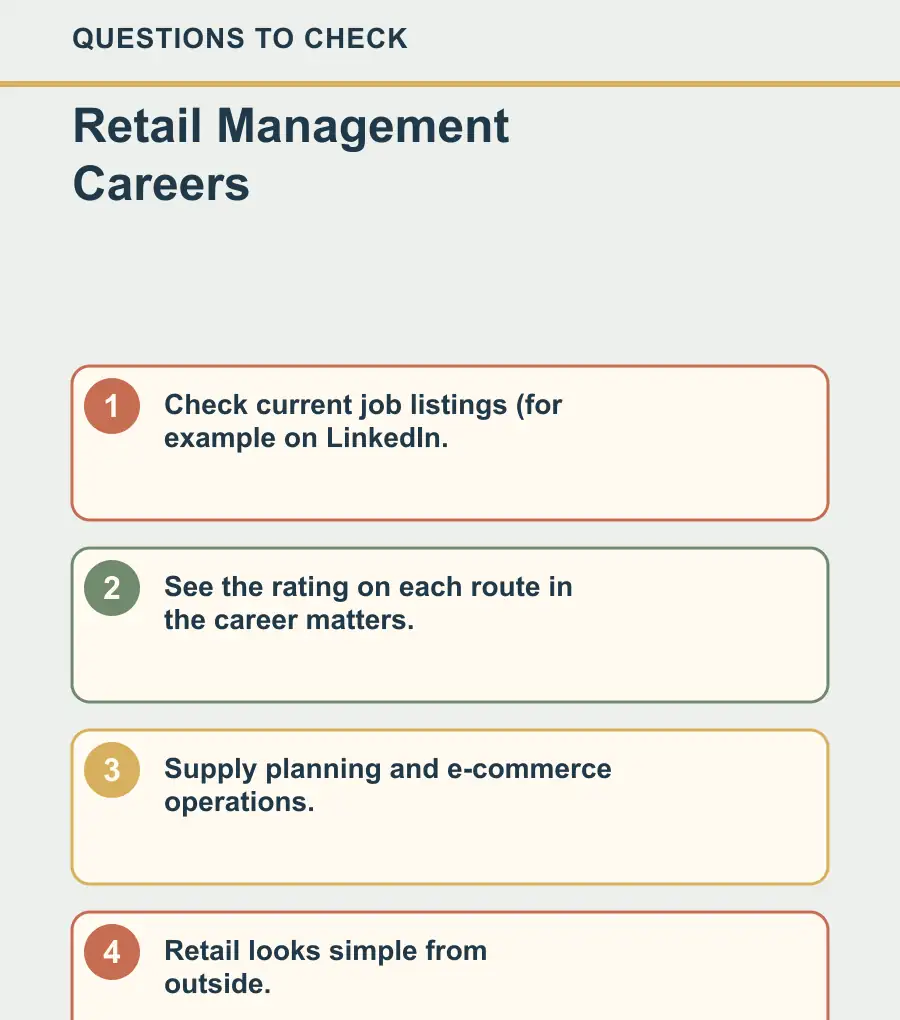 QUESTIONS TO CHECK
Retail Management
Careers
1
Check current job listings (for
example on LinkedIn.
2
See the rating on each route in
the career matters.
3
Supply planning and e-commerce
operations.
4
Retail looks simple from
outside.